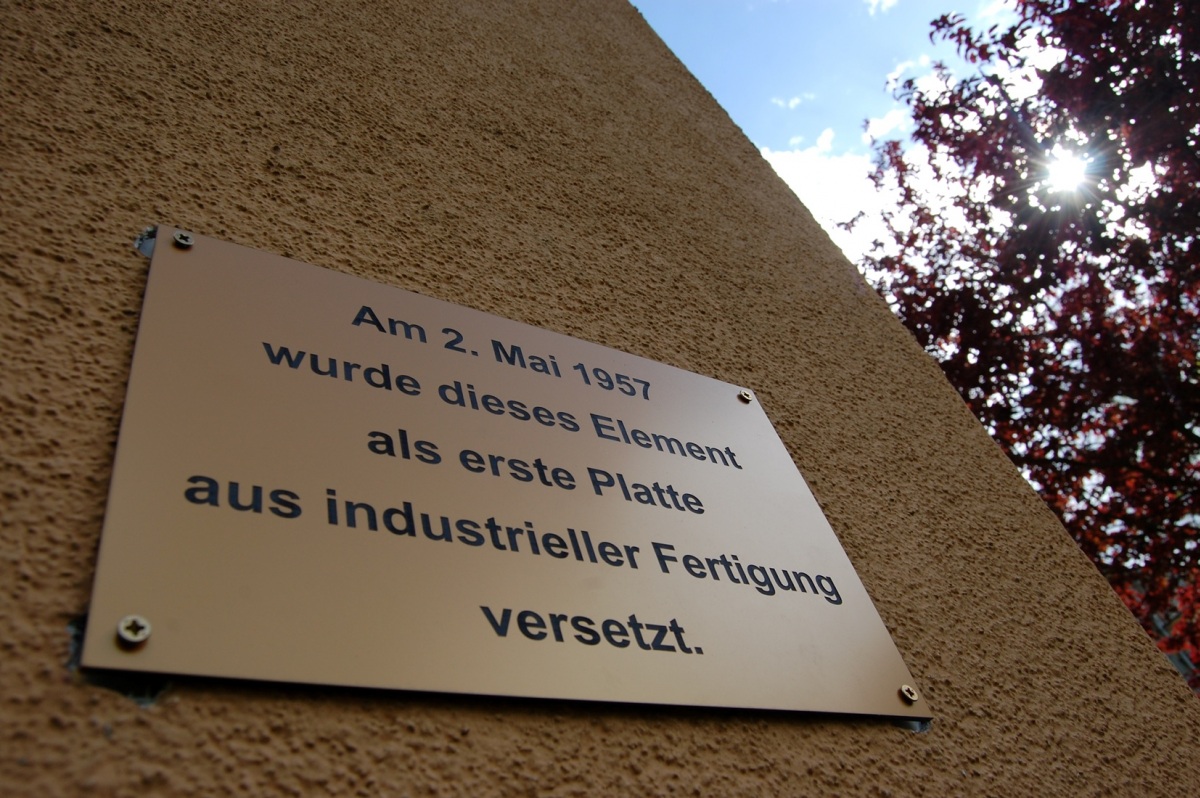 Am 2. Mai 1957
wurde dieses Element
als erste Platte
aus industrieller Fertigung
versetzt.